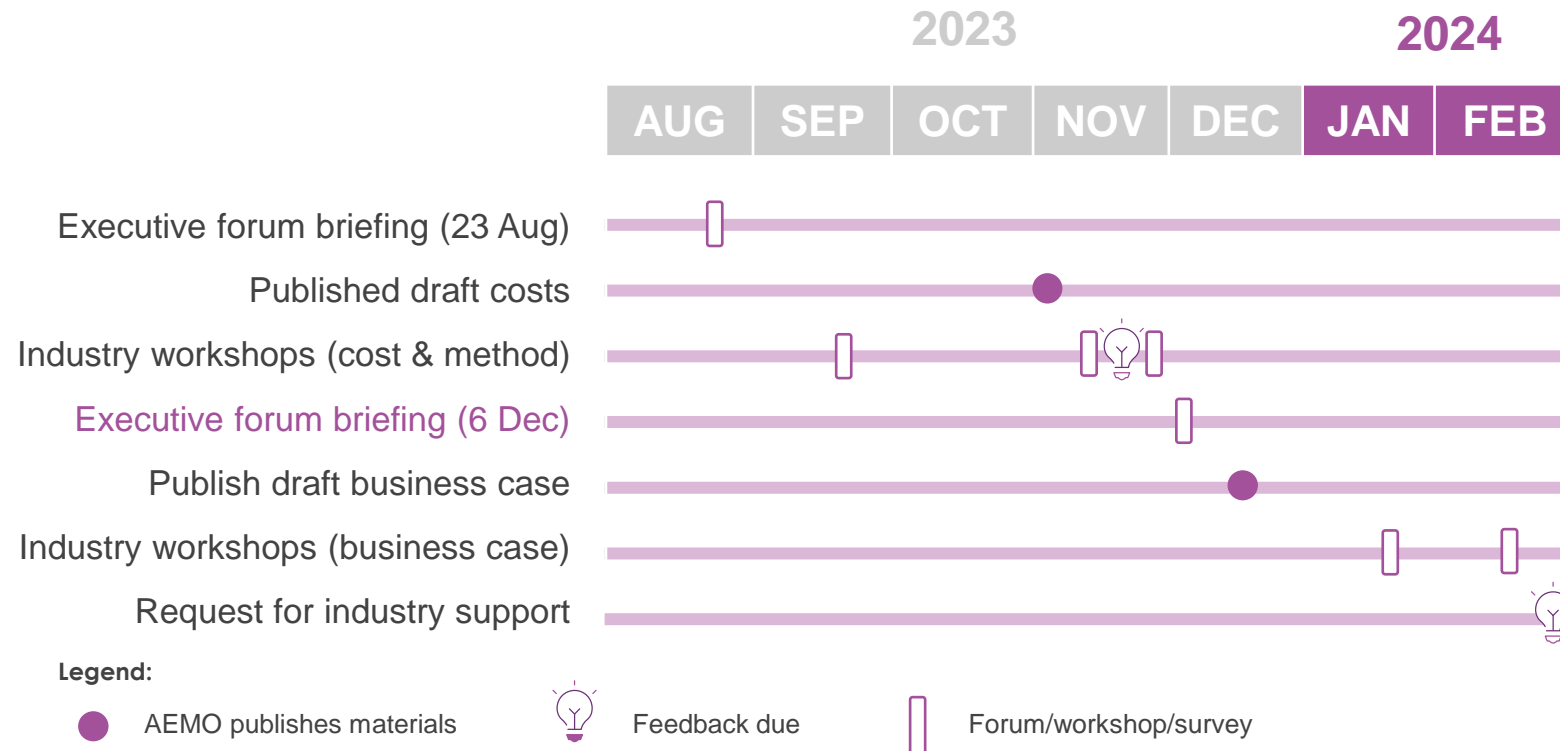 2023
2024
AUG SEP OCT NOV DEC JAN FEB
Executive forum briefing (23 Aug)
Published draft costs
Industry workshops (cost & method)
Executive forum briefing (6 Dec)
Publish draft business case
Industry workshops (business case)
Request for industry support
Legend:
AEMO publishes materials
Feedback due
Forum/workshop/survey